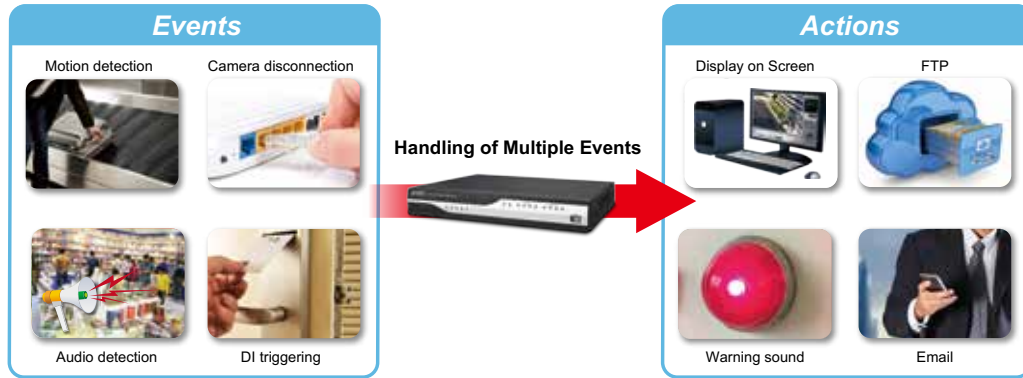 Events
Motion detection
Camera disconnection
Audio detection
DI triggering
Handling of Multiple Events
Actions
Display on Screen
FTP
Warning sound
Email